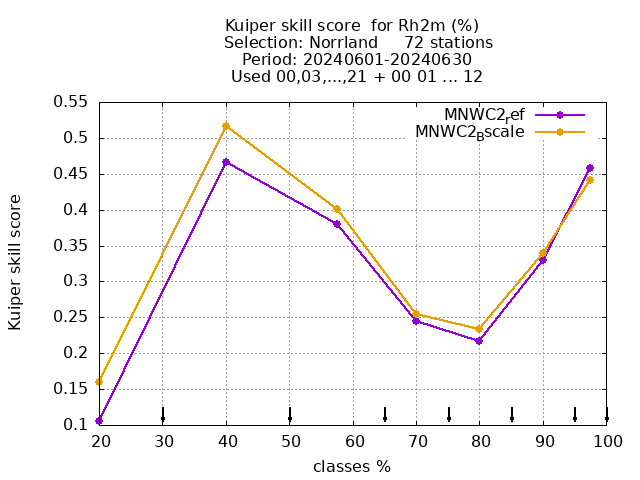 Kuiper skill score  for Rh2m (%)
Selection: Norrland     72 stations
Period: 20240601-20240630
Used 00,03,...,21 + 00 01 ... 12
MNWC2ref
MNWC2Bscale
Kuiper skill score
0.55
0.5
0.45
0.4
0.35
0.3
0.25
0.2
0.15
0.1
20 30 40 50 60 70 80 90 100
classes %